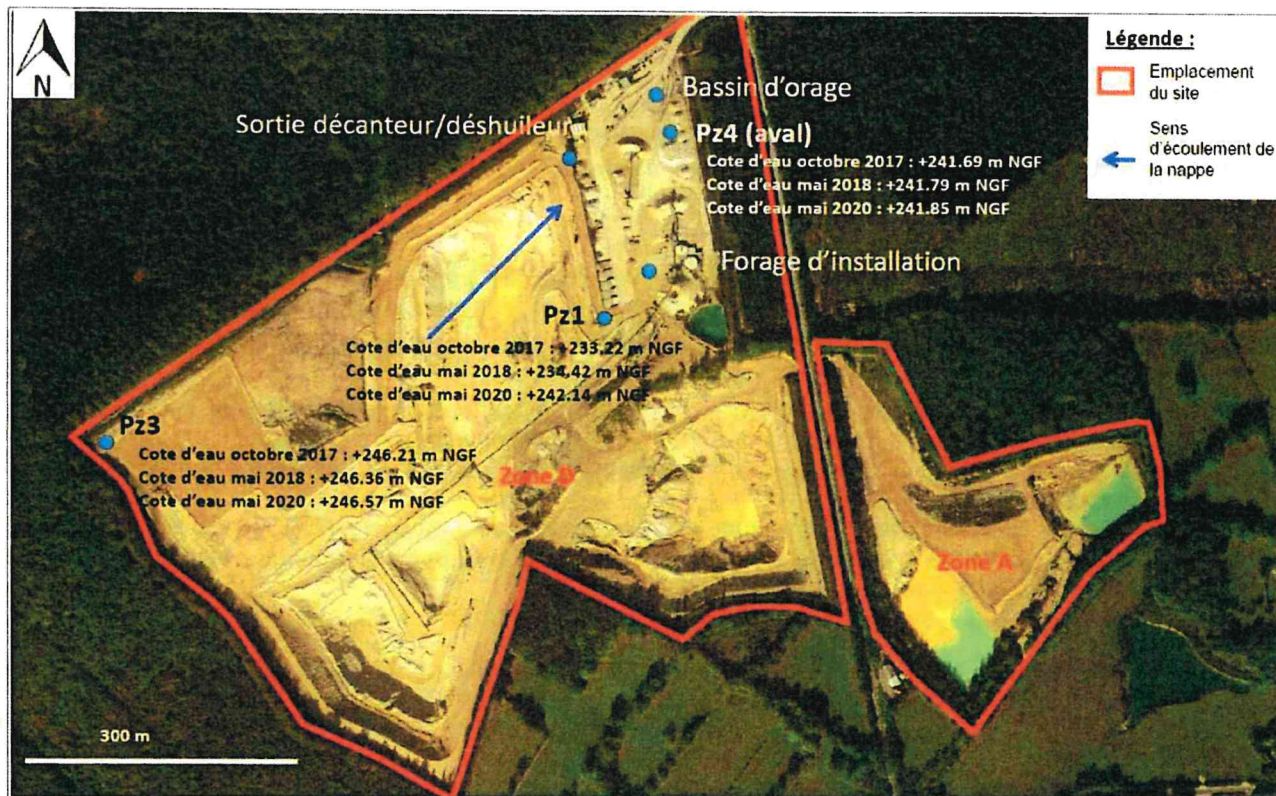 N
Légende :
Emplacement
du site
Sens
d'écoulement de
la nappe
Bassin d'orage
Sortie décanteur/déshuileur
Pz4 (aval)
Cote d'eau octobre 2017 : +241.69 m NGF
Cote d'eau mai 2018 : +241.79 m NGF
Cote d'eau mai 2020 : +241.85 m NGF
Forage d'installation
Pz1
Cote d'eau octobre 2017 : +233.22 m NGF
Cote d'eau mai 2018 : +234.42 m NGF
Cote d'eau mai 2020 : +242.14 m NGF
Pz3
Cote d'eau octobre 2017 : +246.21 m NGF
Cote d'eau mai 2018 : +246.36 m NGF
Cote d'eau mai 2020 : +246.57 m NGF
Zone D
Zone A
300 m